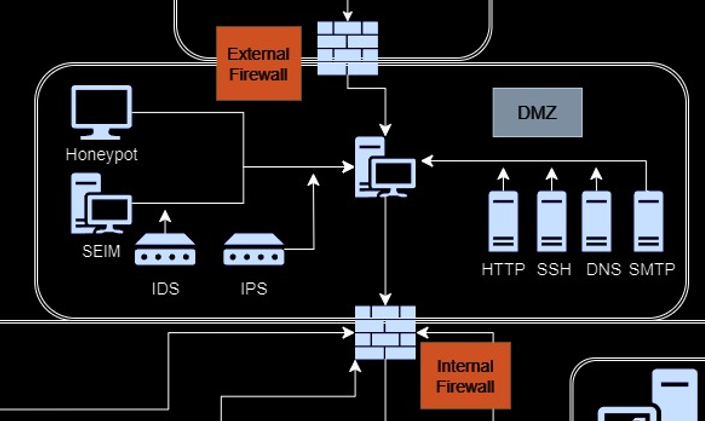 External
Firewall
DMZ
Honeypot
SEIM
IDS
IPS
HTTP
SSH
DNS
SMTP
Internal
Firewall